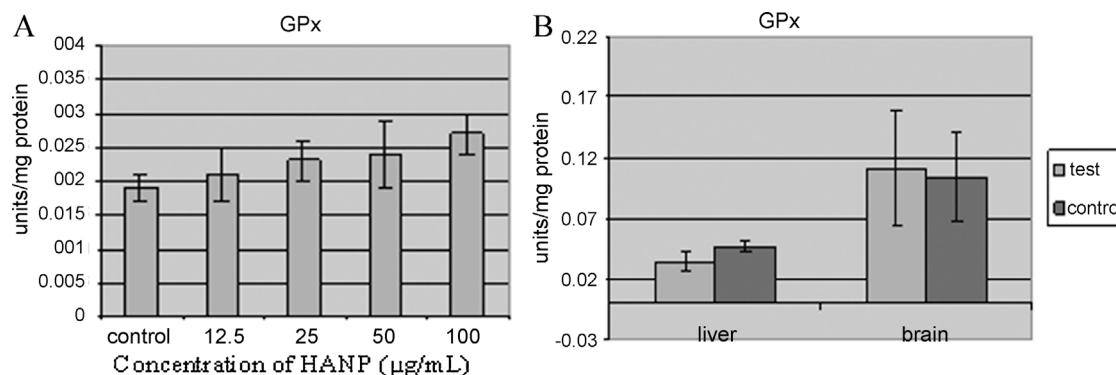 A
GPx
units/mg protein
004
0.035
003
0.025
002
0.015
001
0.005
0
control 12.5 25 50 100
Concentration of HANP (µg/mL)
B
GPx
units/mg protein
0.22
0.17
0.12
0.07
0.02
-0.03
liver brain
test
control